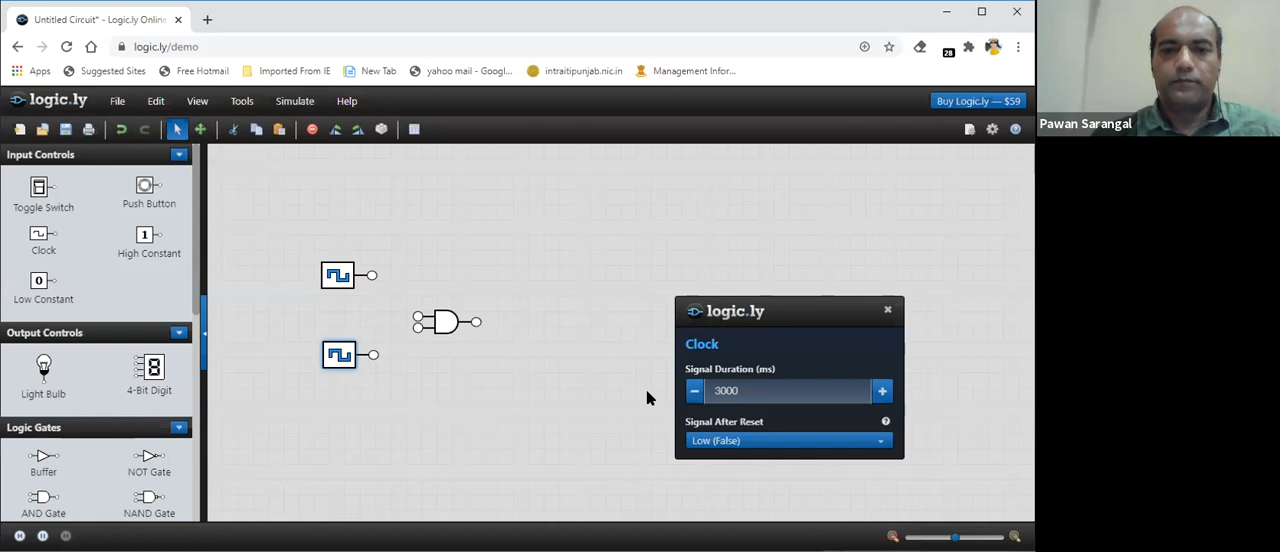 Untitled Circuit* - Logic.ly Online
logic.ly/demo
28
Apps
Suggested Sites
Free Hotmail
Imported From IE
New Tab
yahoo mail - Googl...
intraitipunjab.nic.in
Management Infor...
logic.ly
File
Edit
View
Tools
Simulate
Help
Buy Logic.ly — $59
Pawan Sarangal
Input Controls
Toggle Switch
Push Button
Clock
1
High Constant
0
Low Constant
Output Controls
Light Bulb
4-Bit Digit
Logic Gates
Buffer
NOT Gate
AND Gate
NAND Gate
logic.ly
Clock
Signal Duration (ms)
3000
Signal After Reset
Low (False)